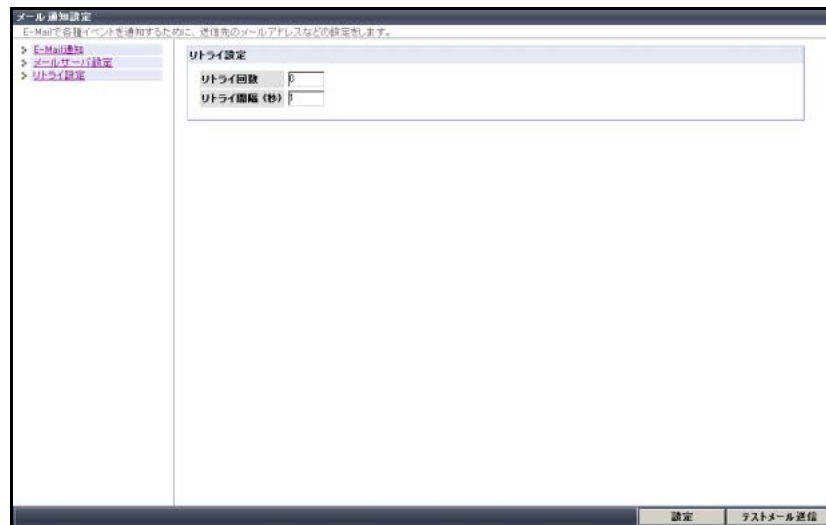 メール通知設定
E-Mailで各種イベントを通知するために、送信先のメールアドレスなどの設定をします。
> E-Mail通知
> メールサーバ設定
> リトライ設定
リトライ設定
リトライ回数 0
リトライ間隔（秒） 1
設定 テストメール送信